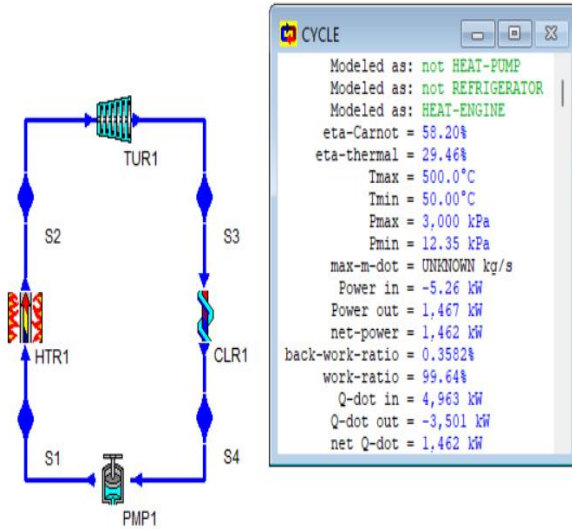 TUR1
S2
S3
HTR1
CLR1
S1
S4
PMP1
CYCLE
Modeled as: not HEAT-PUMP
Modeled as: not REFRIGERATOR
Modeled as: HEAT-ENGINE
eta-Carnot = 58.20%
eta-thermal = 29.46%
Tmax = 500.0°C
Tmin = 50.00°C
Pmax = 3,000 kPa
Pmin = 12.35 kPa
max-m-dot = UNKNOWN kg/s
Power in = -5.26 kW
Power out = 1,467 kW
net-power = 1,462 kW
back-work-ratio = 0.3582%
work-ratio = 99.64%
Q-dot in = 4,963 kW
Q-dot out = -3,501 kW
net Q-dot = 1,462 kW